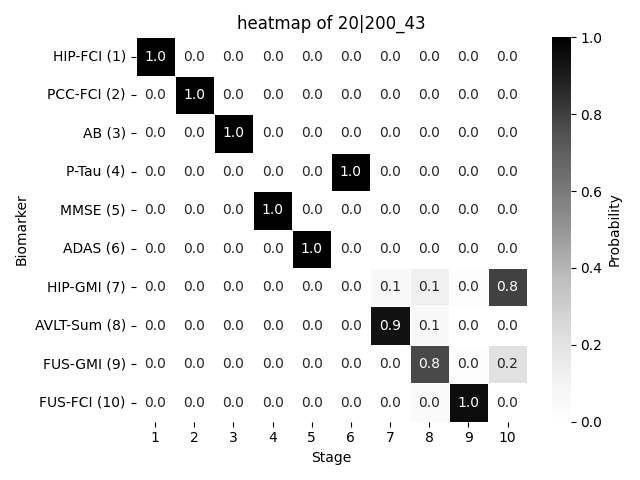 heatmap of 20|200_43
HIP-FCI (1) 1.0 0.0 0.0 0.0 0.0 0.0 0.0 0.0 0.0 0.0
PCC-FCI (2) 0.0 1.0 0.0 0.0 0.0 0.0 0.0 0.0 0.0 0.0
AB (3) 0.0 0.0 1.0 0.0 0.0 0.0 0.0 0.0 0.0 0.0
P-Tau (4) 0.0 0.0 0.0 0.0 0.0 1.0 0.0 0.0 0.0 0.0
MMSE (5) 0.0 0.0 0.0 1.0 0.0 0.0 0.0 0.0 0.0 0.0
ADAS (6) 0.0 0.0 0.0 0.0 1.0 0.0 0.0 0.0 0.0 0.0
HIP-GMI (7) 0.0 0.0 0.0 0.0 0.0 0.0 0.1 0.1 0.0 0.8
AVLT-Sum (8) 0.0 0.0 0.0 0.0 0.0 0.0 0.9 0.1 0.0 0.0
FUS-GMI (9) 0.0 0.0 0.0 0.0 0.0 0.0 0.0 0.8 0.0 0.2
FUS-FCI (10) 0.0 0.0 0.0 0.0 0.0 0.0 0.0 0.0 1.0 0.0
1 2 3 4 5 6 7 8 9 10
Stage
Biomarker
1.0
0.8
0.6
0.4
0.2
0.0
Probability